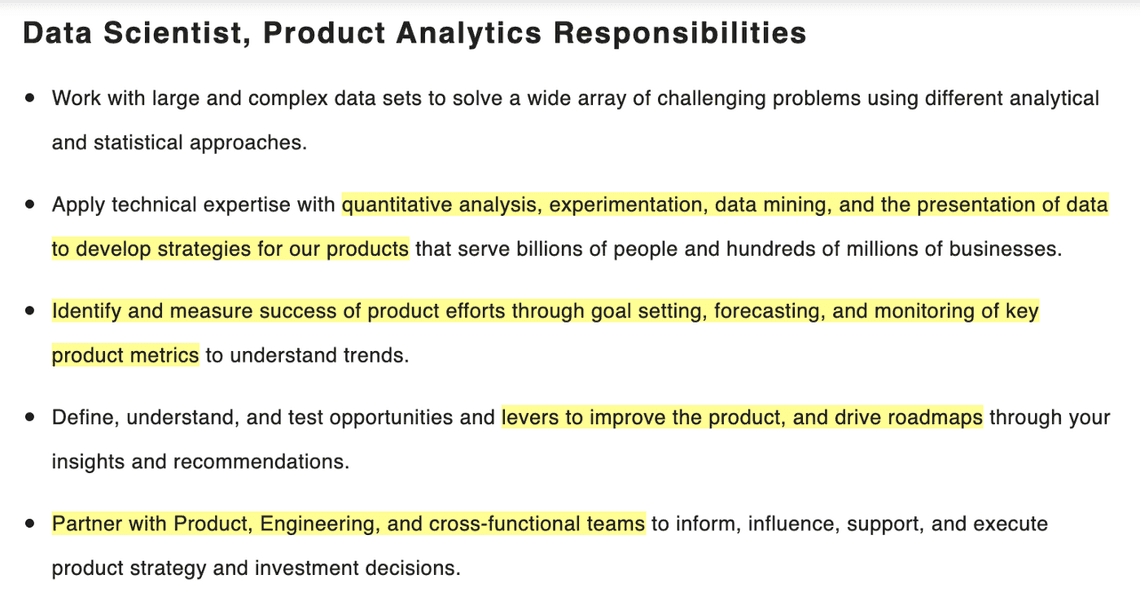 Data Scientist, Product Analytics Responsibilities
• Work with large and complex data sets to solve a wide array of challenging problems using different analytical
and statistical approaches.
• Apply technical expertise with quantitative analysis, experimentation, data mining, and the presentation of data
to develop strategies for our products that serve billions of people and hundreds of millions of businesses.
• Identify and measure success of product efforts through goal setting, forecasting, and monitoring of key
product metrics to understand trends.
• Define, understand, and test opportunities and levers to improve the product, and drive roadmaps through your
insights and recommendations.
• Partner with Product, Engineering, and cross-functional teams to inform, influence, support, and execute
product strategy and investment decisions.